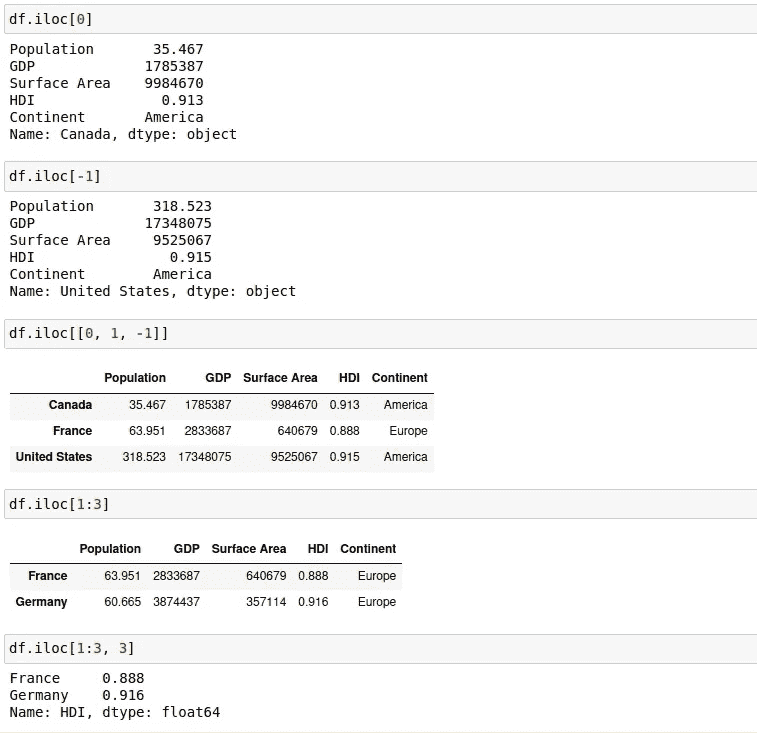 df.iloc[0]
Population 35.467
GDP 1785387
Surface Area 9984670
HDI 0.913
Continent America
Name: Canada, dtype: object
df.iloc[-1]
Population 318.523
GDP 17348075
Surface Area 9525067
HDI 0.915
Continent America
Name: United States, dtype: object
df.iloc[[0, 1, -1]]
Population GDP Surface Area HDI Continent
Canada 35.467 1785387 9984670 0.913 America
France 63.951 2833687 640679 0.888 Europe
United States 318.523 17348075 9525067 0.915 America
df.iloc[1:3]
Population GDP Surface Area HDI Continent
France 63.951 2833687 640679 0.888 Europe
Germany 60.665 3874437 357114 0.916 Europe
df.iloc[1:3, 3]
France 0.888
Germany 0.916
Name: HDI, dtype: float64